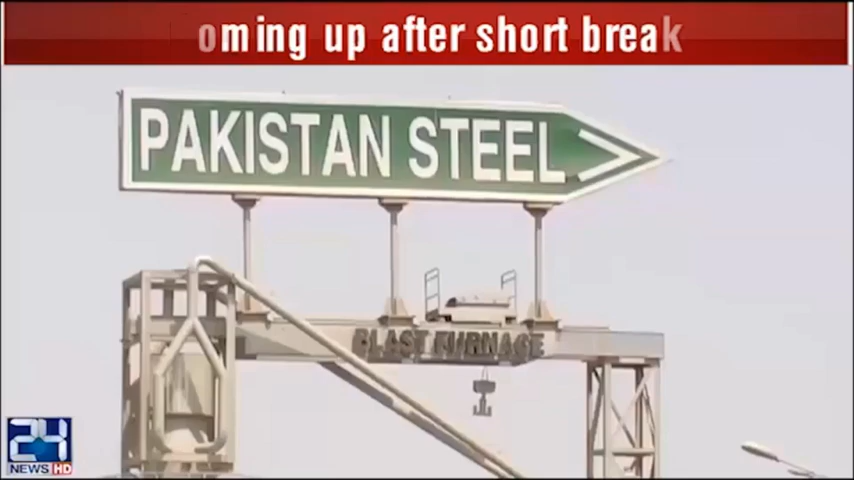 oming up after short break
PAKISTAN STEEL
BLAST FURNACE
24
NEWS HD